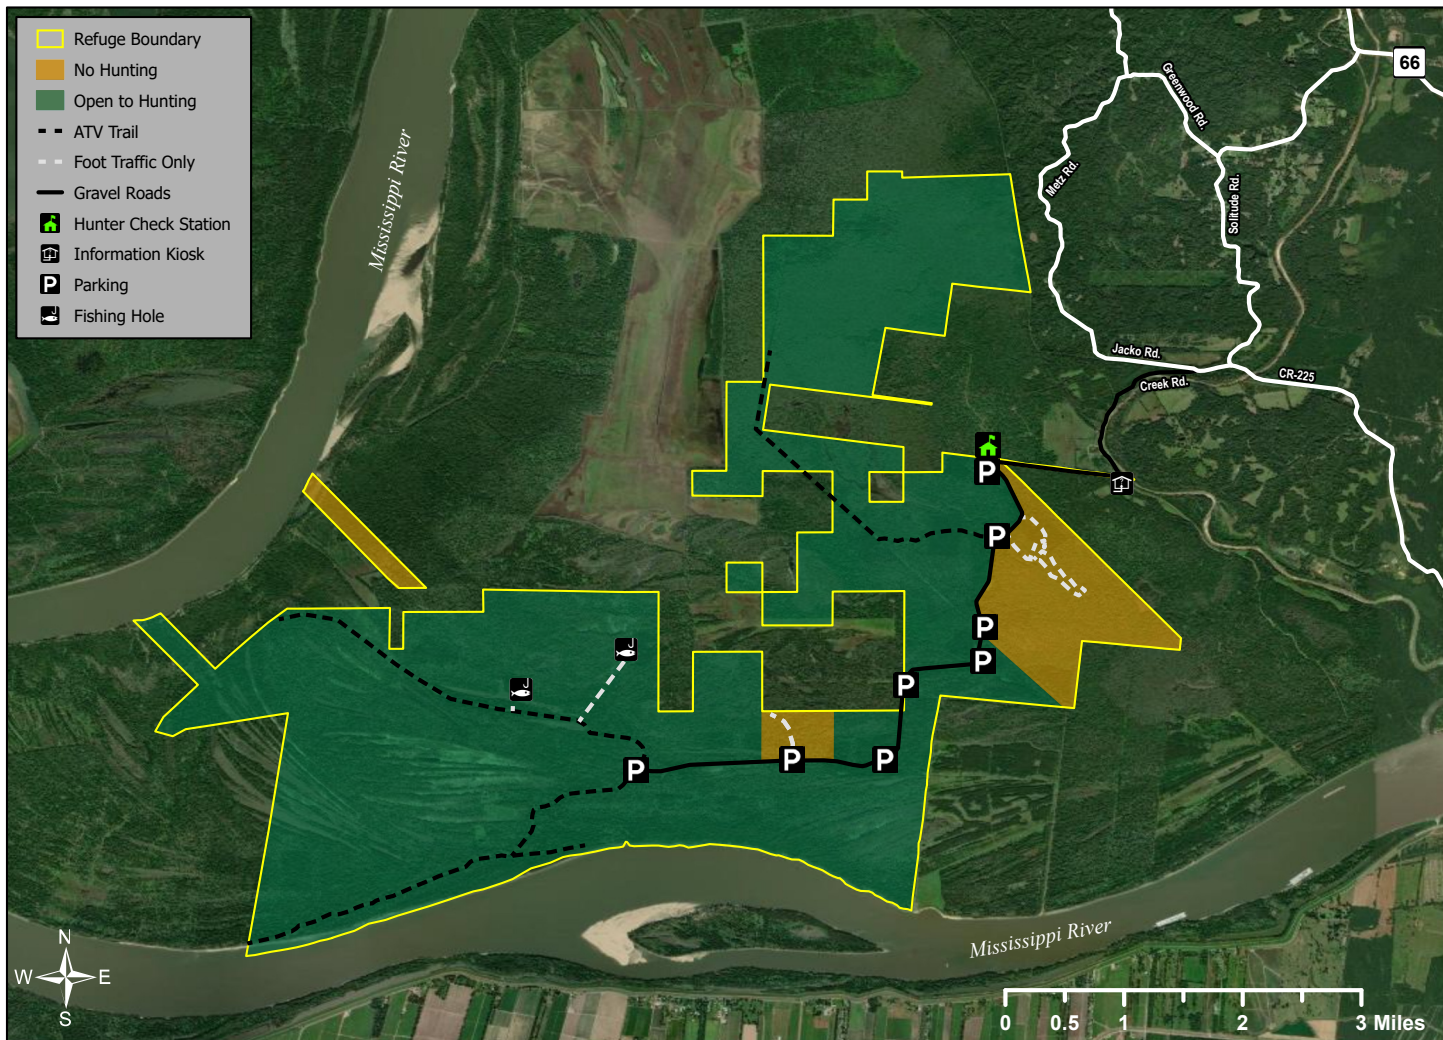 Refuge Boundary
No Hunting
Open to Hunting
ATV Trail
Foot Traffic Only
Gravel Roads
Hunter Check Station
Information Kiosk
P Parking
Fishing Hole
Mississippi River
66
Greenwood Rd.
Metz Rd.
Solitude Rd.
Jacko Rd.
Creek Rd.
CR-225
P
P
P
P
P
P
P
P
Mississippi River
N
W E
S
0 0.5 1 2 3 Miles